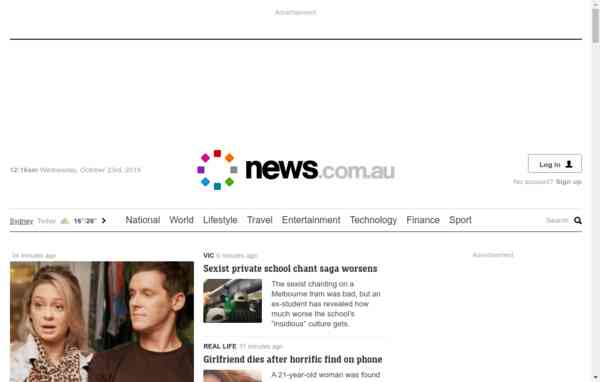 Advertisement
12:16am Wednesday, October 23rd, 2019
news.com.au
Log in
No account? Sign up
Sydney Today 16°/26°
National World Lifestyle Travel Entertainment Technology Finance Sport
Search
24 minutes ago
VIC 6 minutes ago
Sexist private school chant saga worsens
The sexist chanting on a
Melbourne tram was bad, but an
ex-student has revealed how
much worse the school's
"insidious" culture gets.
Advertisement
REAL LIFE 11 minutes ago
Girlfriend dies after horrific find on phone
A 21-year-old woman was found